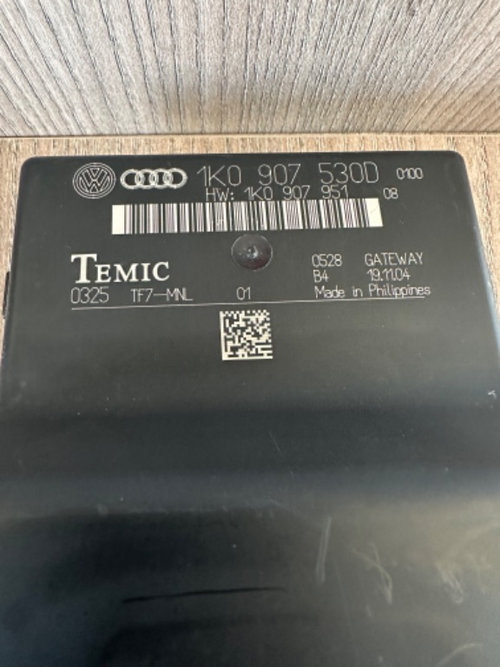 1K0 907 530D 0100
HW: 1K0 907 951 08
TEMIC 0528 GATEWAY
B4 19.11.04
0325 TF7-MNL 01 Made in Philippines